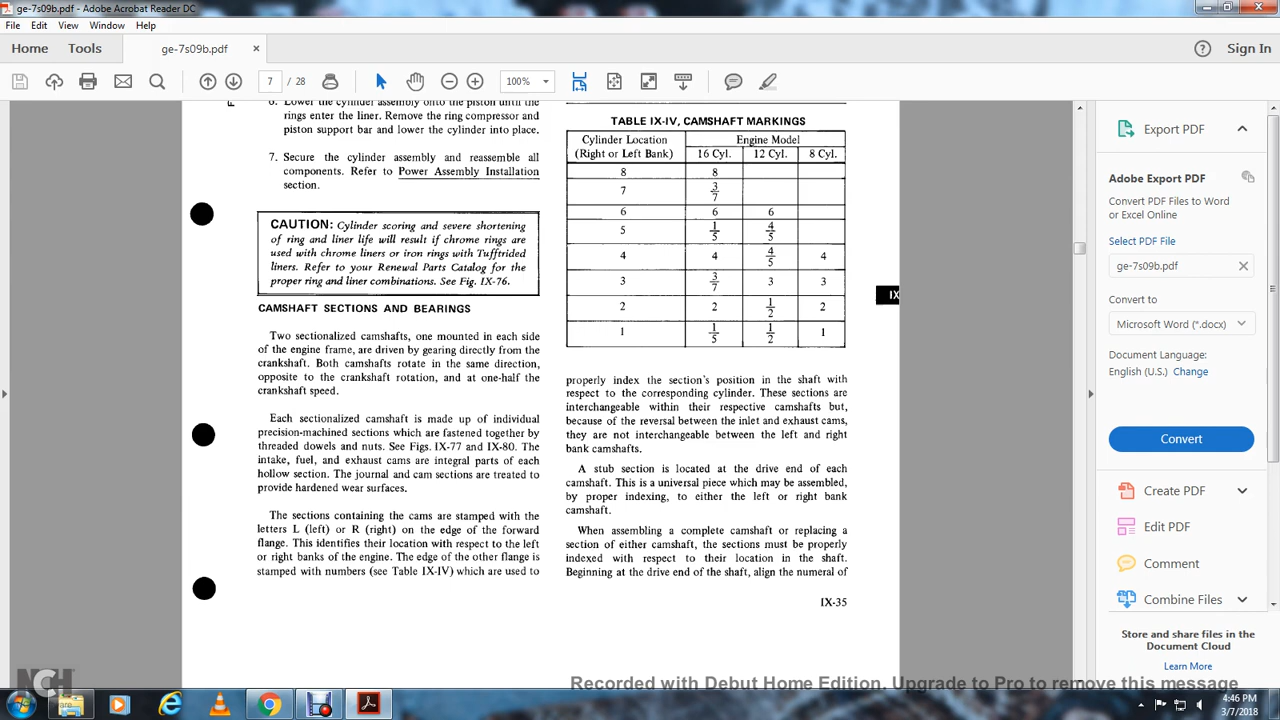 ge-7s09b.pdf - Adobe Acrobat Reader DC
File Edit View Window Help
Home Tools ge-7s09b.pdf × Sign In
7 / 28 100%
6. Lower the cylinder assembly onto the piston until the
rings enter the liner. Remove the ring compressor and
piston support bar and lower the cylinder into place.
7. Secure the cylinder assembly and reassemble all
components. Refer to Power Assembly Installation
section.
CAUTION: Cylinder scoring and severe shortening
of ring and liner life will result if chrome rings are
used with chrome liners or iron rings with Tufftrided
liners. Refer to your Renewal Parts Catalog for the
proper ring and liner combinations. See Fig. IX-76.
CAMSHAFT SECTIONS AND BEARINGS
Two sectionalized camshafts, one mounted in each side
of the engine frame, are driven by gearing directly from the
crankshaft. Both camshafts rotate in the same direction,
opposite to the crankshaft rotation, and at one-half the
crankshaft speed.
Each sectionalized camshaft is made up of individual
precision-machined sections which are fastened together by
threaded dowels and nuts. See Figs. IX-77 and IX-80. The
intake, fuel, and exhaust cams are integral parts of each
hollow section. The journal and cam sections are treated to
provide hardened wear surfaces.
The sections containing the cams are stamped with the
letters L (left) or R (right) on the edge of the forward
flange. This identifies their location with respect to the left
or right banks of the engine. The edge of the other flange is
stamped with numbers (see Table IX-IV) which are used to
TABLE IX-IV, CAMSHAFT MARKINGS
Cylinder Location Engine Model
(Right or Left Bank) 16 Cyl. 12 Cyl. 8 Cyl.
8 8
7 3/7
6 6 6
5 1/5 4/5
4 4 4/5 4
3 3/7 3 3
2 2 1/2 2
1 1/5 1/2 1
properly index the section's position in the shaft with
respect to the corresponding cylinder. These sections are
interchangeable within their respective camshafts but,
because of the reversal between the inlet and exhaust cams,
they are not interchangeable between the left and right
bank camshafts.
A stub section is located at the drive end of each
camshaft. This is a universal piece which may be assembled,
by proper indexing, to either the left or right bank
camshaft.
When assembling a complete camshaft or replacing a
section of either camshaft, the sections must be properly
indexed with respect to their location in the shaft.
Beginning at the drive end of the shaft, align the numeral of
IX-35
IX
Export PDF
Adobe Export PDF
Convert PDF Files to Word
or Excel Online
Select PDF File
ge-7s09b.pdf
Convert to
Microsoft Word (*.docx)
Document Language:
English (U.S.) Change
Convert
Create PDF
Edit PDF
Comment
Combine Files
Store and share files in the
Document Cloud
Learn More
NCH
Recorded with Debut Home Edition. Upgrade to Pro to remove this message
4:46 PM
3/7/2018